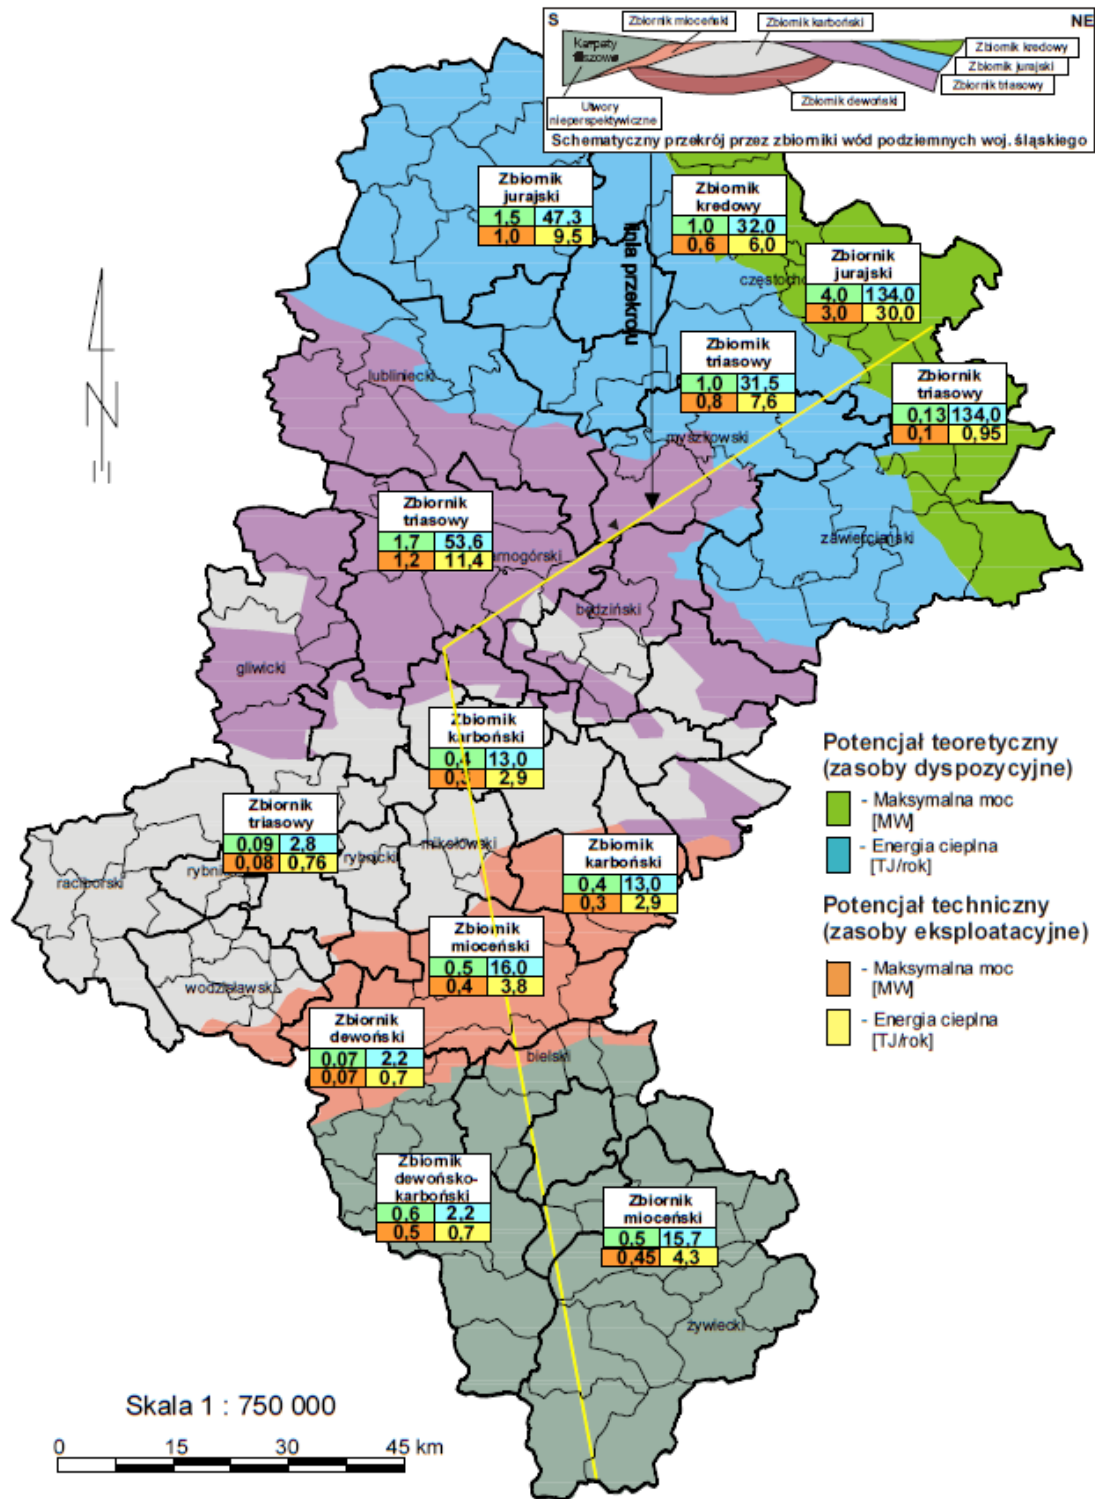 S
NE
Zbiornik mioceński
Zbiornik karboński
Karpaty
Zbiornik kredowy
Zbiornik jurajski
Zbiornik triasowy
Zbiornik dewoński
Utwory
nieperspektywiczne
Schematyczny przekrój przez zbiorniki wód podziemnych woj. śląskiego
linia przekroju
Zbiornik
jurajski
1,5 47,3
1,0 9,5
Zbiornik
kredowy
1,0 32,0
0,6 6,0
Zbiornik
jurajski
4,0 134,0
3,0 30,0
częstocho
Zbiornik
triasowy
1,0 31,5
0,8 7,6
Zbiornik
triasowy
0,13 134,0
0,1 0,95
lubliniecki
myszkowski
Zbiornik
triasowy
1,7 53,6
1,2 11,4
amogórski
zawierciański
będziński
gliwicki
Zbiornik
karboński
0,4 13,0
0,3 2,9
Zbiornik
triasowy
0,09 2,8
0,08 0,76
raciborski
rybni
rybnicki
mikołowski
Zbiornik
karboński
0,4 13,0
0,3 2,9
Zbiornik
mioceński
0,5 16,0
0,4 3,8
wodzisławski
Zbiornik
dewoński
0,07 2,2
0,07 0,7
bielski
Zbiornik
dewońsko-
karboński
0,6 2,2
0,5 0,7
Zbiornik
mioceński
0,5 15,7
0,45 4,3
żywiecki
Potencjał teoretyczny
(zasoby dyspozycyjne)
- Maksymalna moc
[MW]
- Energia cieplna
[TJ/rok]
Potencjał techniczny
(zasoby eksploatacyjne)
- Maksymalna moc
[MW]
- Energia cieplna
[TJ/rok]
N
Skala 1 : 750 000
0 15 30 45 km